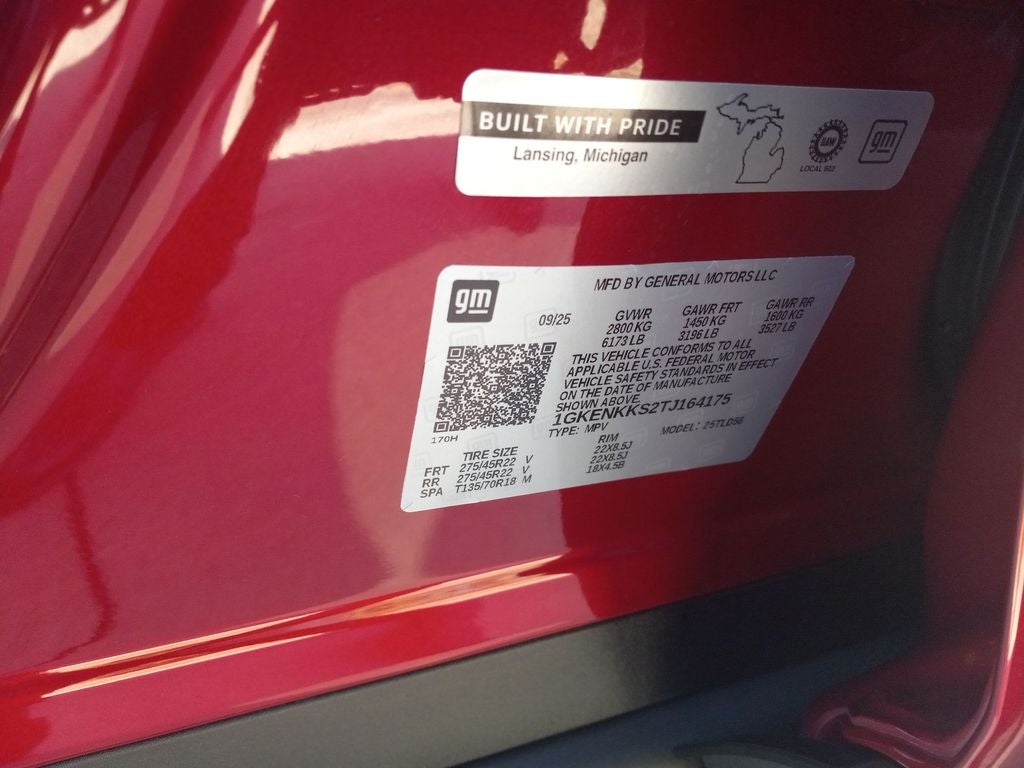 BUILT WITH PRIDE
Lansing, Michigan
UAW
LOCAL 602
gm
gm
MFD BY GENERAL MOTORS LLC
09/25
GVWR GAWR FRT GAWR RR
2800 KG 1450 KG 1600 KG
6173 LB 3196 LB 3527 LB
THIS VEHICLE CONFORMS TO ALL
APPLICABLE U.S. FEDERAL MOTOR
VEHICLE SAFETY STANDARDS IN EFFECT
ON THE DATE OF MANUFACTURE
SHOWN ABOVE.
1GKENKKS2TJ164175
TYPE: MPV MODEL: 25TLD56
170H
TIRE SIZE RIM
FRT 275/45R22 V 22X8.5J
RR 275/45R22 V 22X8.5J
SPA T135/70R18 M 18X4.5B